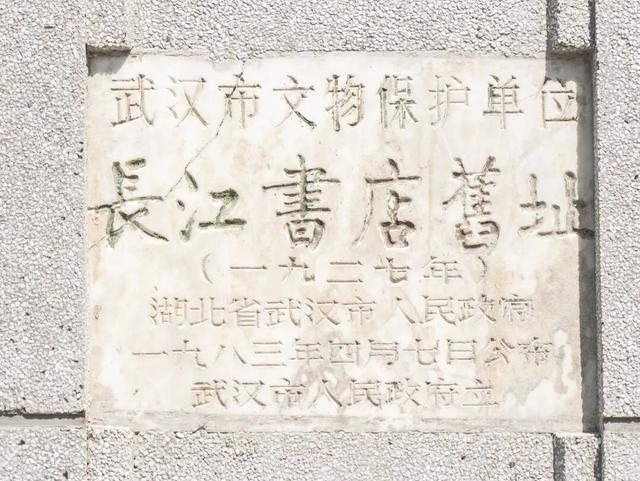 武汉市文物保护单位
長江書店舊址
（一九二七年）
湖北省武汉市人民政府
一九八三年四月七日公布
武汉市人民政府立